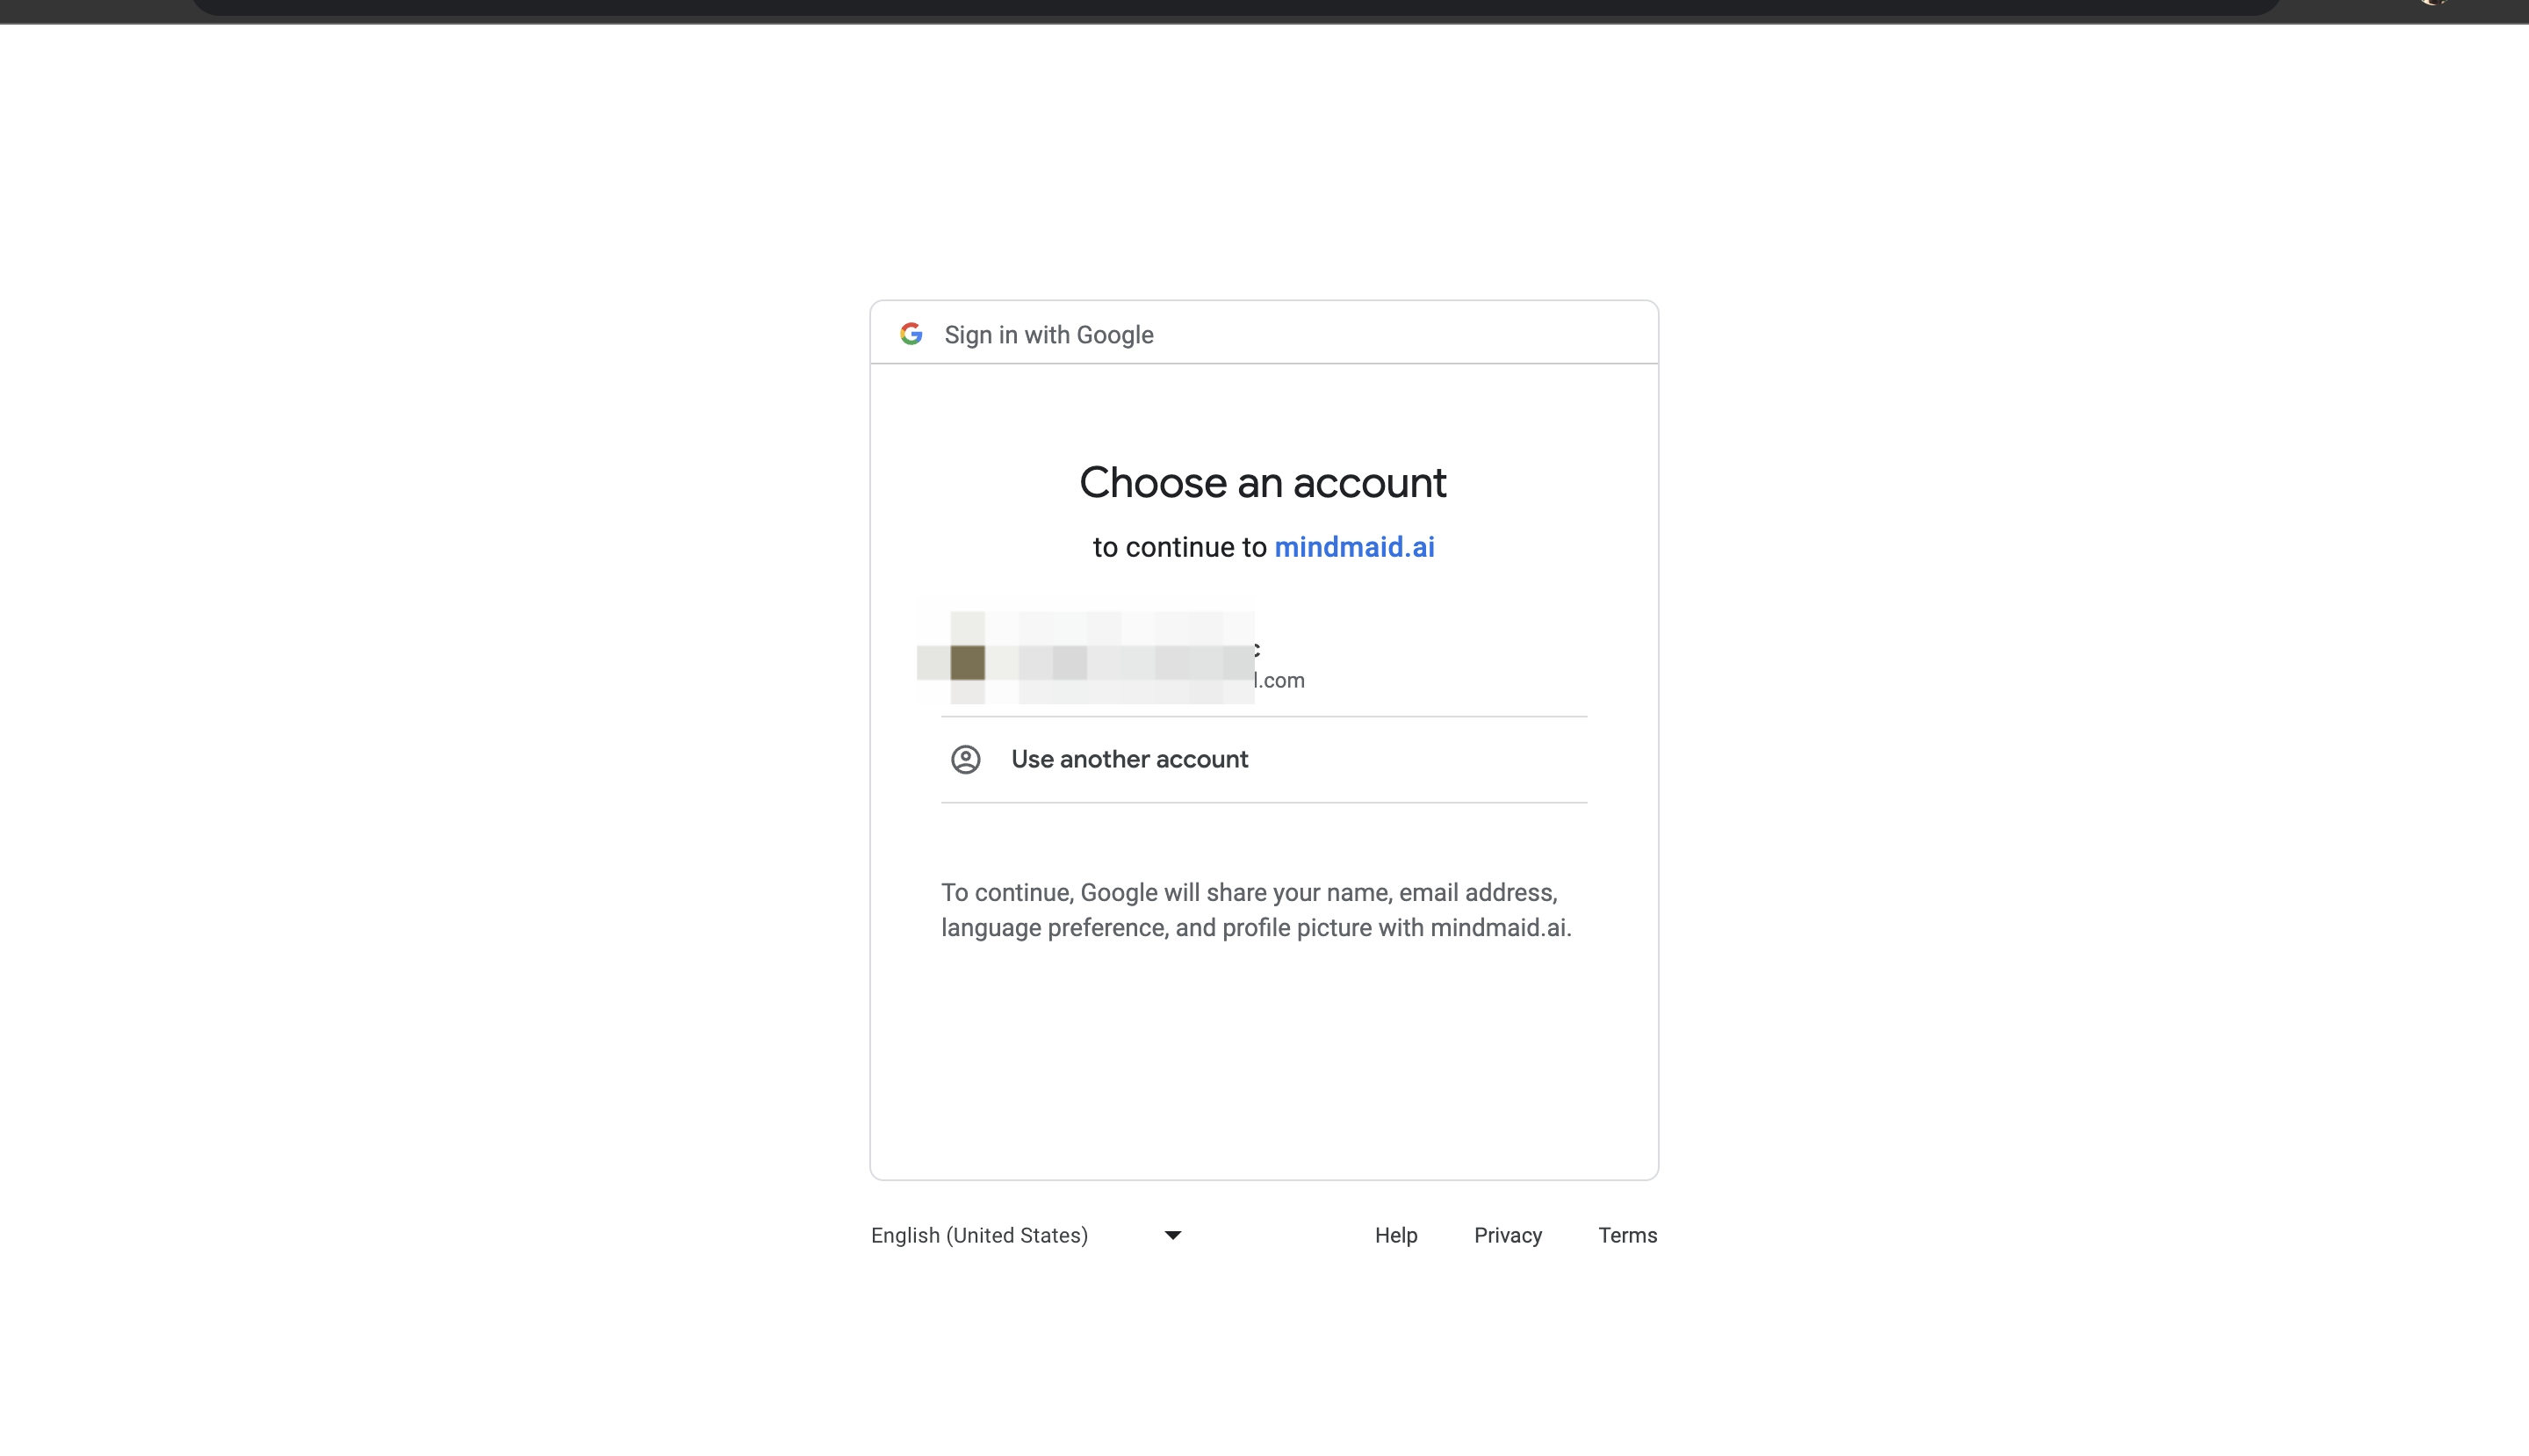 Sign in with Google
Choose an account
to continue to mindmaid.ai
.com
Use another account
To continue, Google will share your name, email address,
language preference, and profile picture with mindmaid.ai.
English (United States)
Help
Privacy
Terms